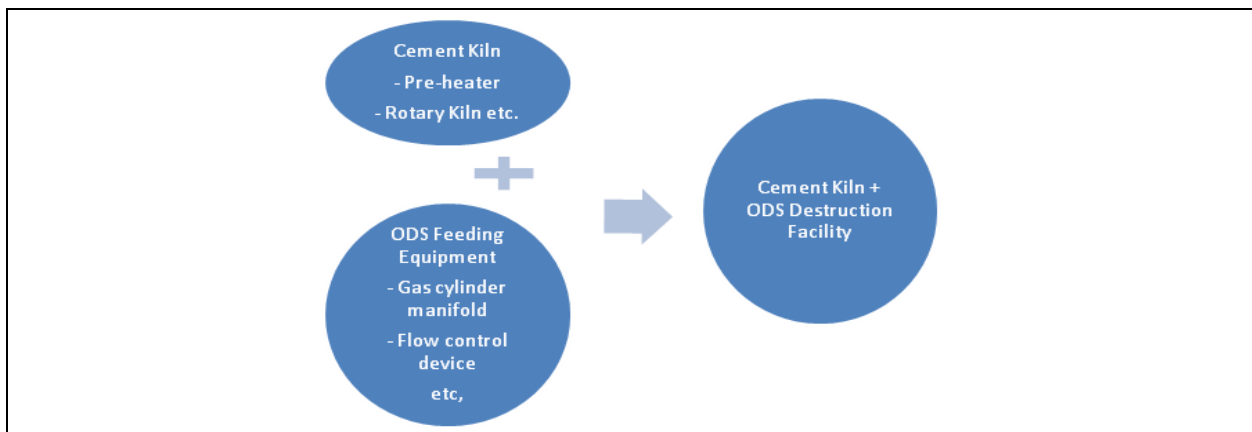 Cement Kiln
- Pre-heater
- Rotary Kiln etc.
ODS Feeding
Equipment
- Gas cylinder
manifold
- Flow control
device
etc,
Cement Kiln +
ODS Destruction
Facility